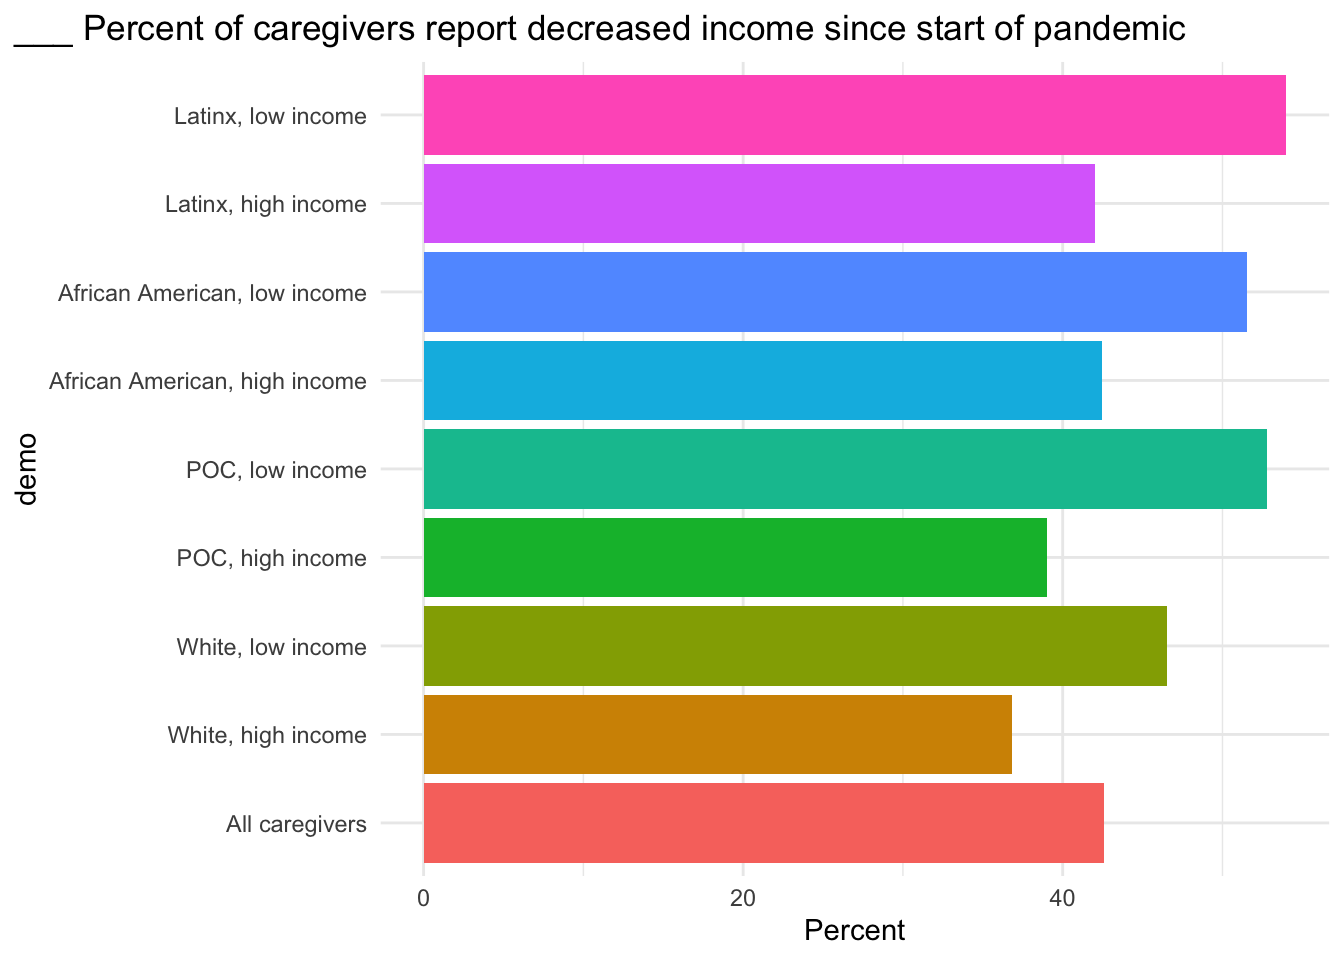 ___ Percent of caregivers report decreased income since start of pandemic
Latinx, low income
Latinx, high income
African American, low income
African American, high income
POC, low income
POC, high income
White, low income
White, high income
All caregivers
demo
0
20
40
Percent